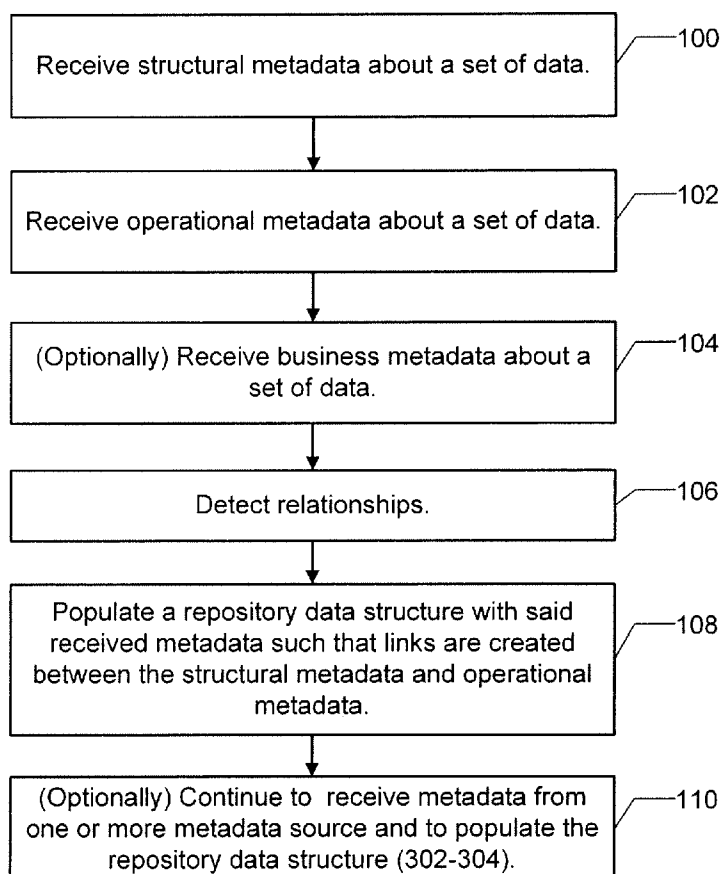 Receive structural metadata about a set of data.
100
Receive operational metadata about a set of data.
102
(Optionally) Receive business metadata about a
set of data.
104
Detect relationships.
106
Populate a repository data structure with said
received metadata such that links are created
between the structural metadata and operational
metadata.
108
(Optionally) Continue to receive metadata from
one or more metadata source and to populate the
repository data structure (302-304).
110